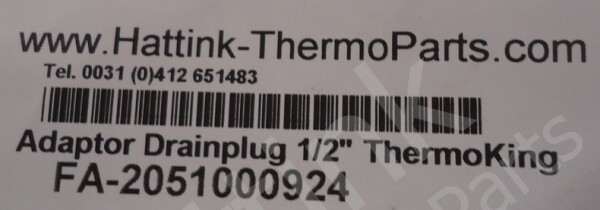 www.Hattink-ThermoParts.com
Tel. 0031 (0)412 651483
Adaptor Drainplug 1/2" ThermoKing
FA-2051000924